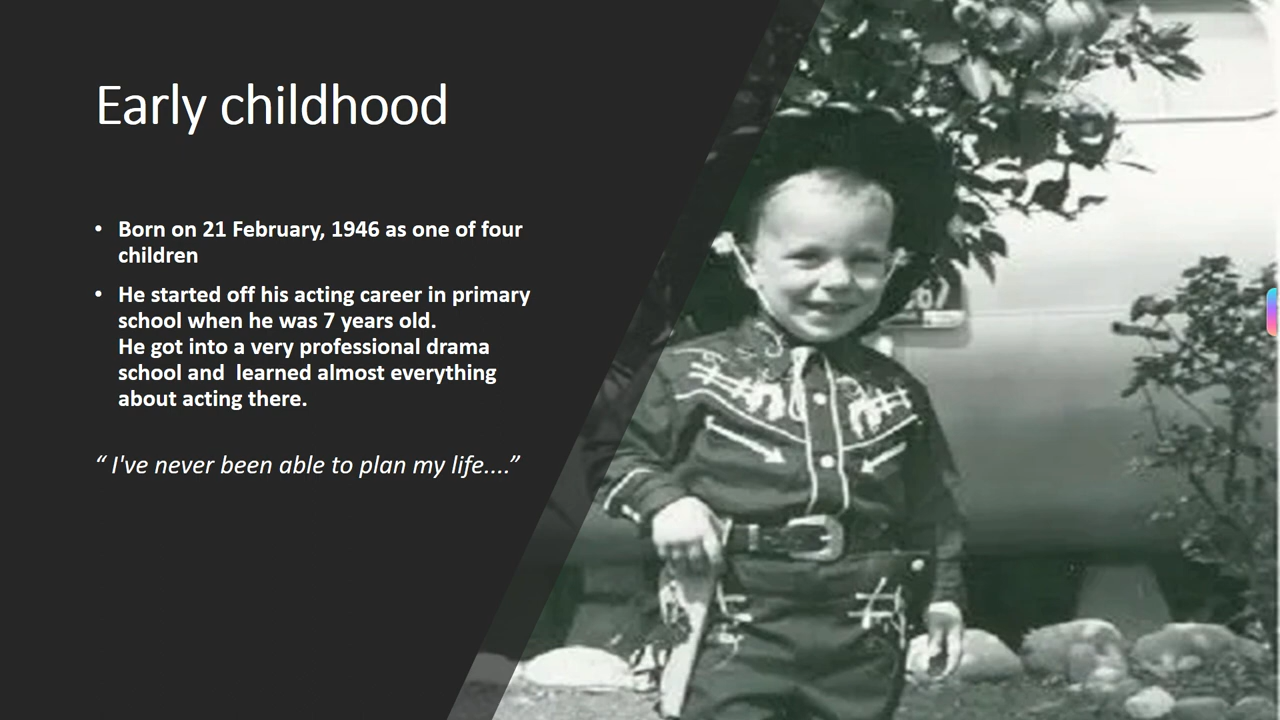 Early childhood
• Born on 21 February, 1946 as one of four
children
• He started off his acting career in primary
school when he was 7 years old.
He got into a very professional drama
school and  learned almost everything
about acting there.
“ I've never been able to plan my life....”